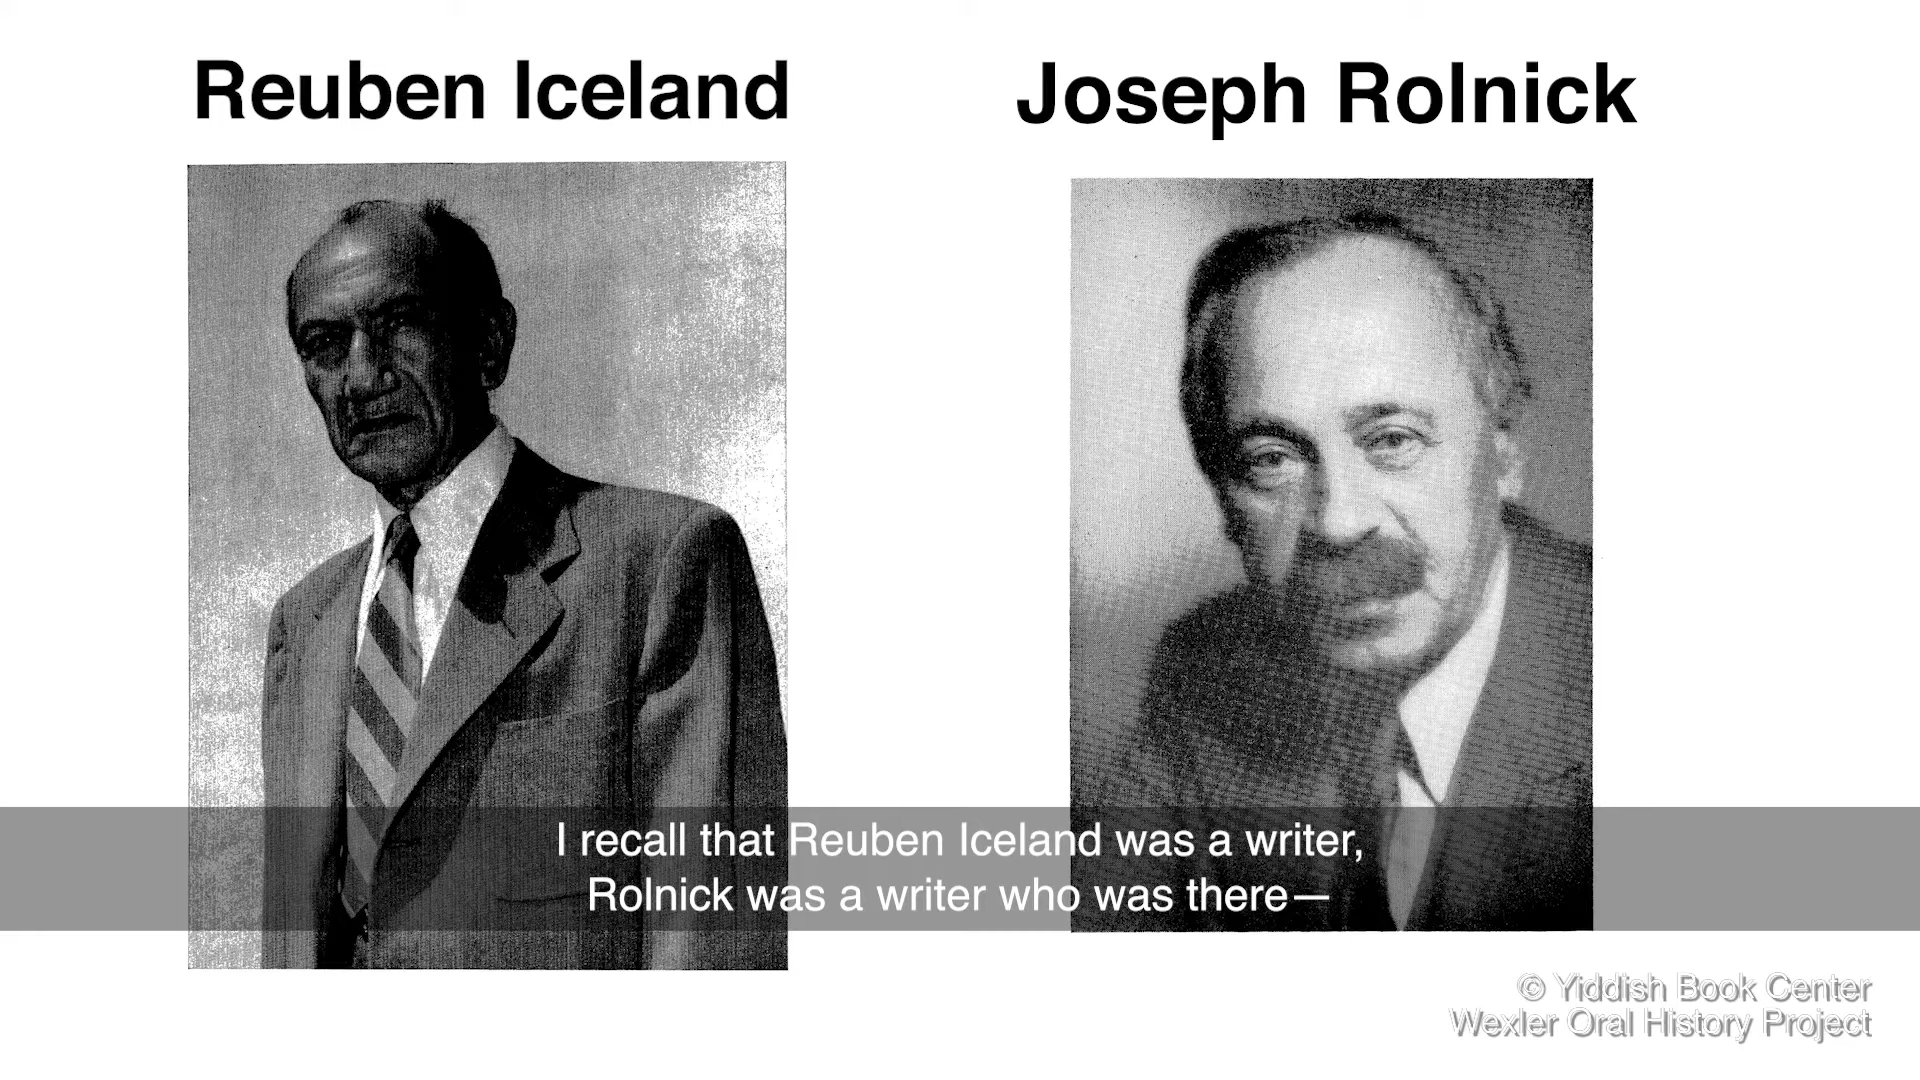 Reuben Iceland
Joseph Rolnick
I recall that Reuben Iceland was a writer,
Rolnick was a writer who was there—
© Yiddish Book Center
Wexler Oral History Project